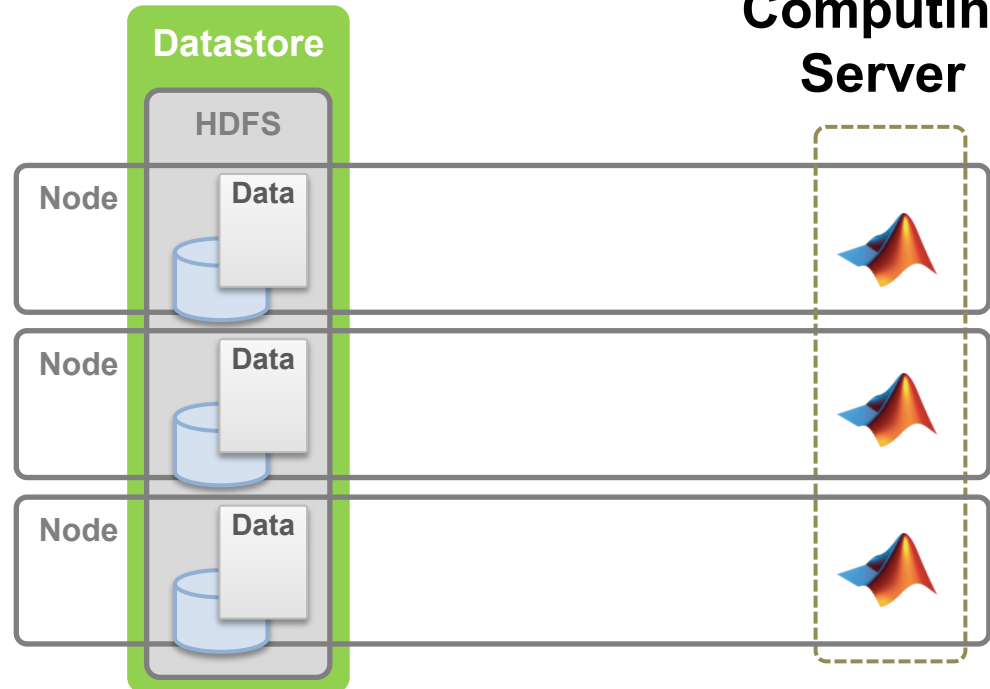 Computin
Server
Datastore
HDFS
Node
Data
Node
Data
Node
Data